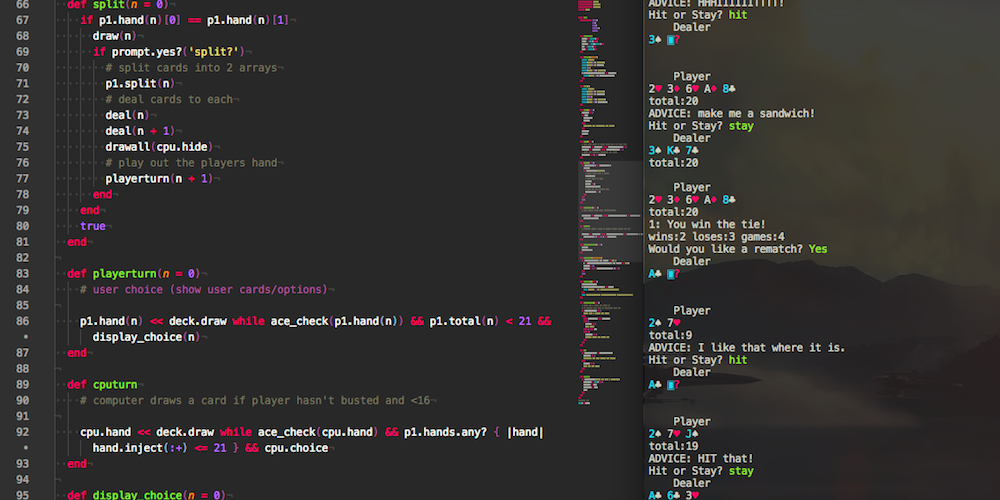 66 def split(n = 0)
67 if p1.hand(n)[0] == p1.hand(n)[1]
68 draw(n)
69 if prompt.yes?('split?')
70 # split cards into 2 arrays
71 p1.split(n)
72 # deal cards to each
73 deal(n)
74 deal(n + 1)
75 drawall(cpu.hide)
76 # play out the players hand
77 playerturn(n + 1)
78 end
79 end
80 true
81 end
82
83 def playerturn(n = 0)
84 # user choice (show user cards/options)
85
86 p1.hand(n) << deck.draw while ace_check(p1.hand(n)) && p1.total(n) < 21 &&
display_choice(n)
87 end
88
89 def cputurn
90 # computer draws a card if player hasn't busted and <16
91
92 cpu.hand << deck.draw while ace_check(cpu.hand) && p1.hands.any? { |hand|
hand.inject(:+) <= 21 } && cpu.choice
93 end
94
95 def display_choice(n = 0)
Hit or Stay? hit
Dealer
3♠ ?
Player
2♥ 3♦ 6♥ A♦ 8♣
total:20
ADVICE: make me a sandwich!
Hit or Stay? stay
Dealer
3♠ K♣ 7♠
total:20
Player
2♥ 3♦ 6♥ A♦ 8♣
total:20
1: You win the tie!
wins:2 loses:3 games:4
Would you like a rematch? Yes
Dealer
A♣ ?
Player
2♠ 7♥
total:9
ADVICE: I like that where it is.
Hit or Stay? hit
Dealer
A♣ ?
Player
2♠ 7♥ J♠
total:19
ADVICE: HIT that!
Hit or Stay? stay
Dealer
A♣ 6♣ 3♥